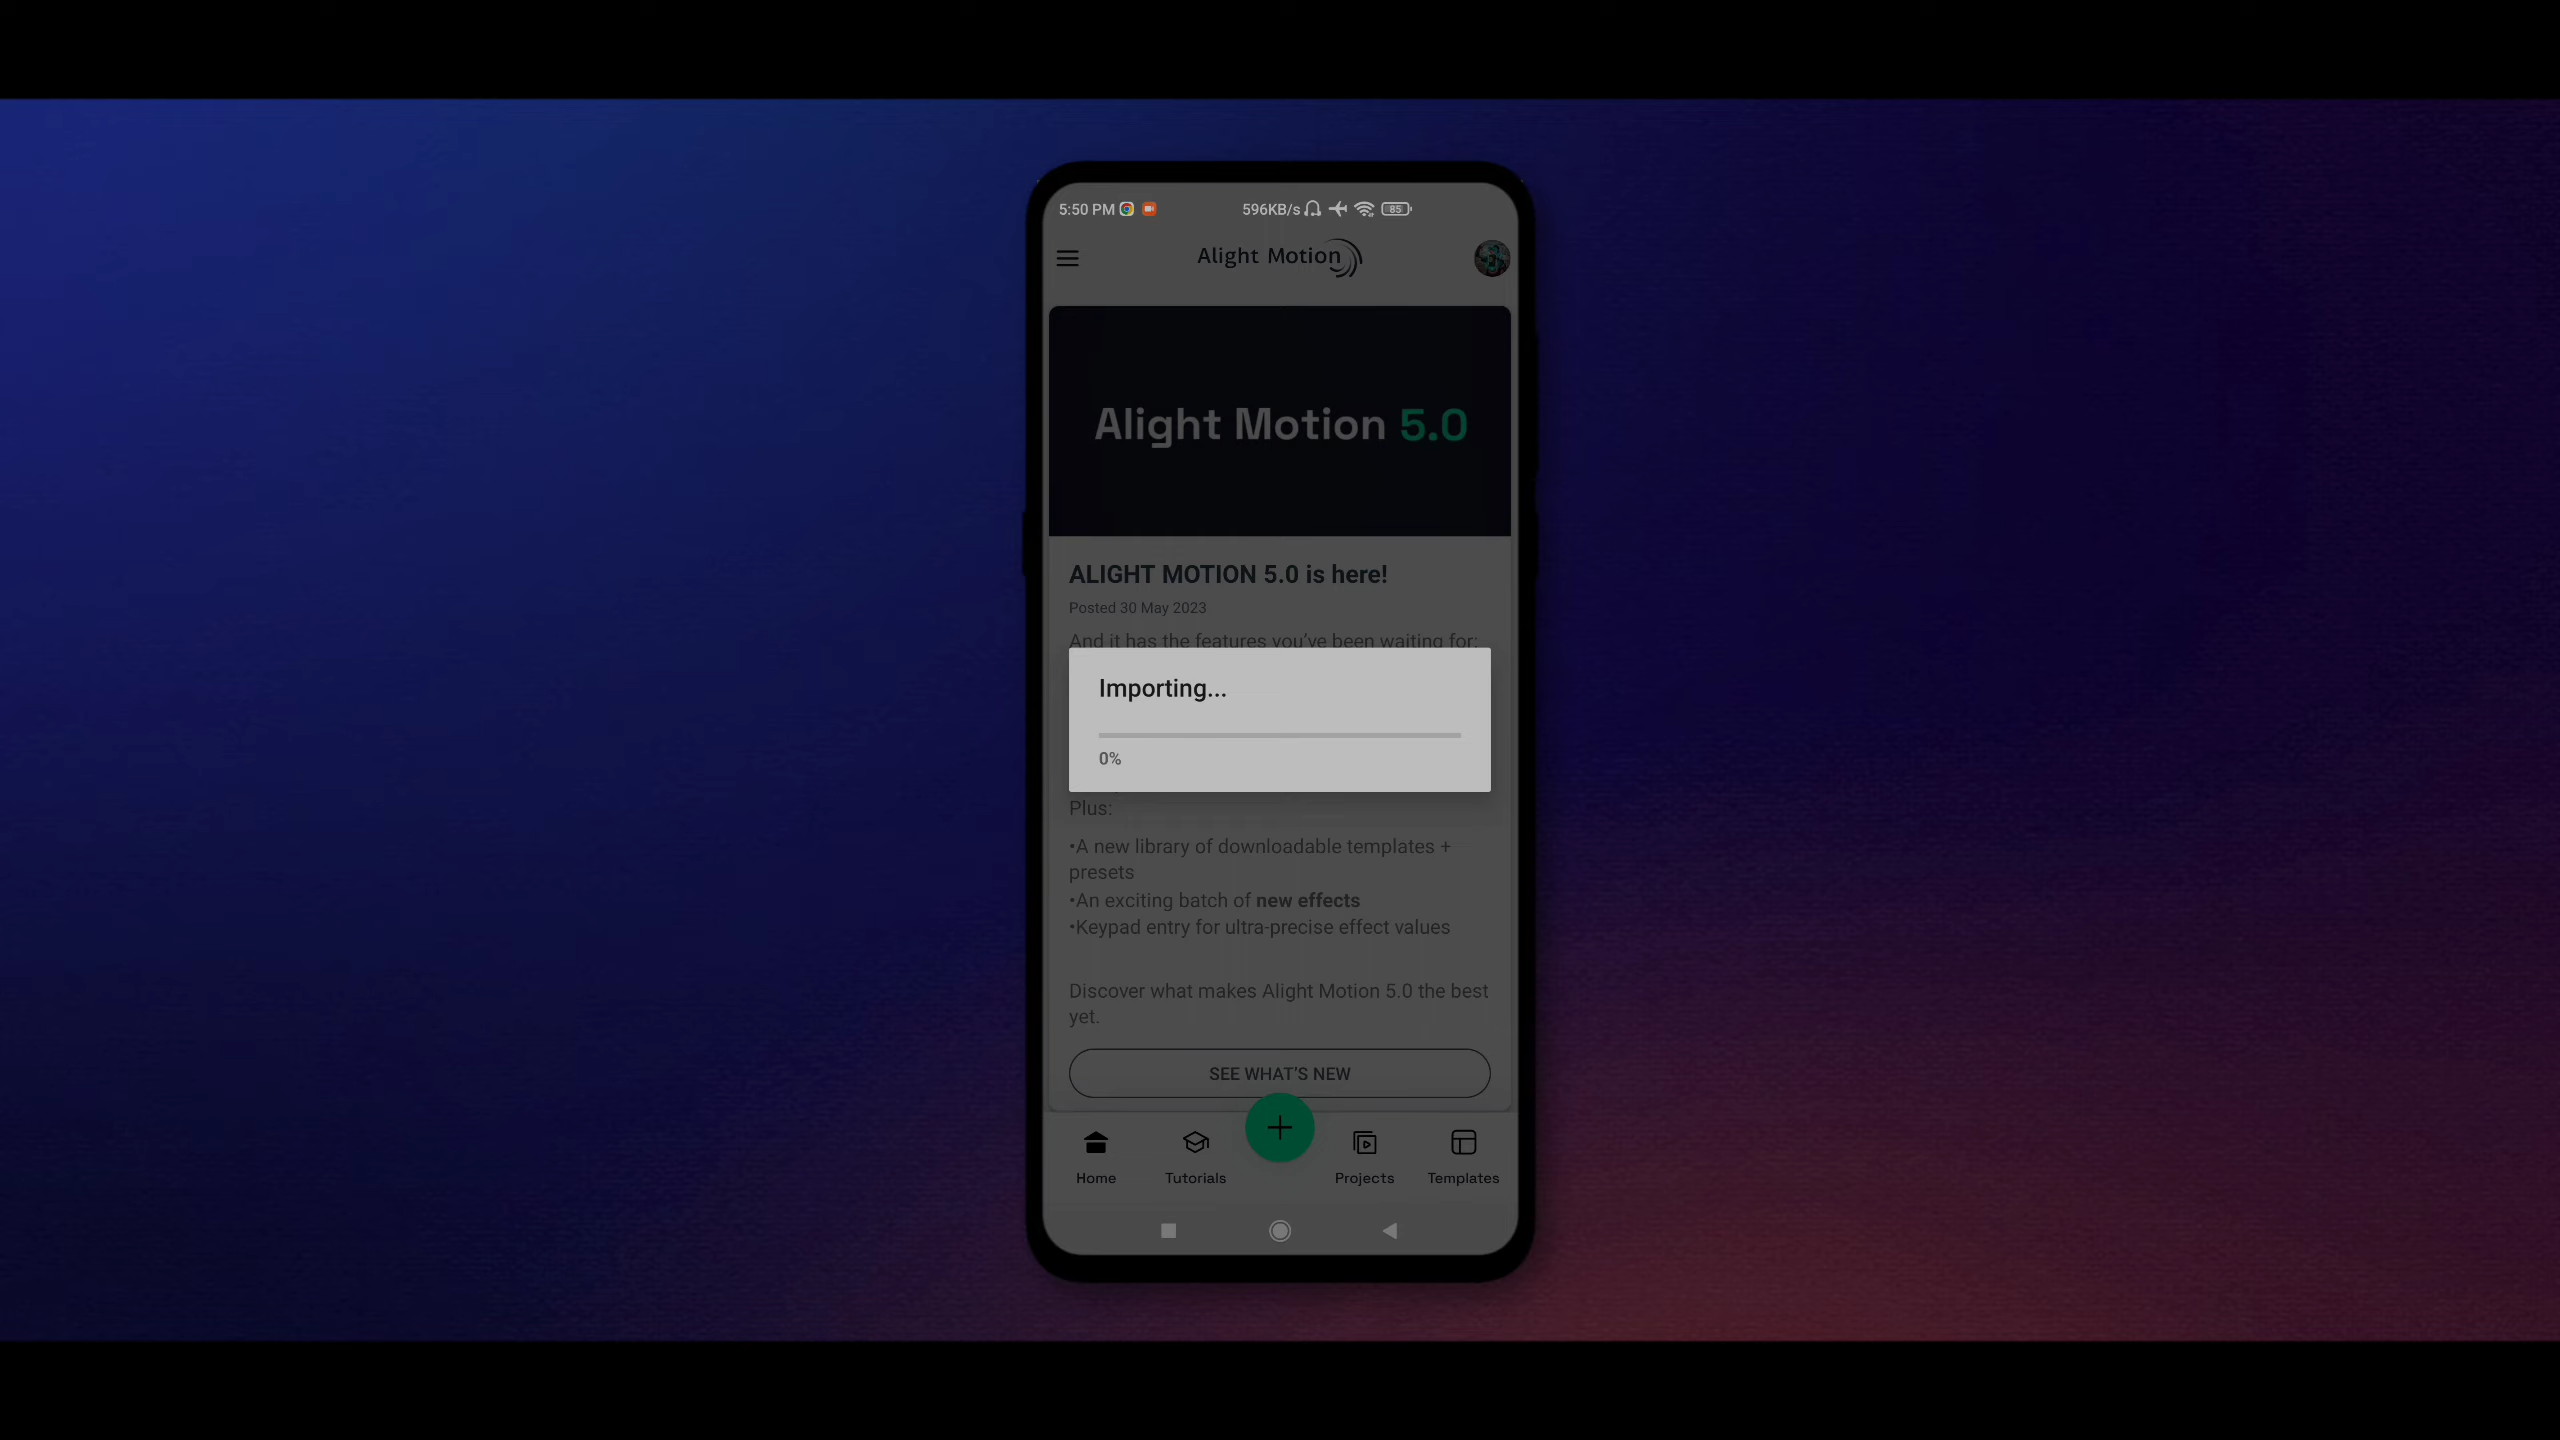 5:50 PM 596KB/s 85
Alight Motion
Alight Motion 5.0
ALIGHT MOTION 5.0 is here!
Posted 30 May 2023
And it has the features you've been waiting for:
Importing...
0%
Plus:
•A new library of downloadable templates +
presets
•An exciting batch of new effects
•Keypad entry for ultra-precise effect values
Discover what makes Alight Motion 5.0 the best
yet.
SEE WHAT'S NEW
Home Tutorials Projects Templates